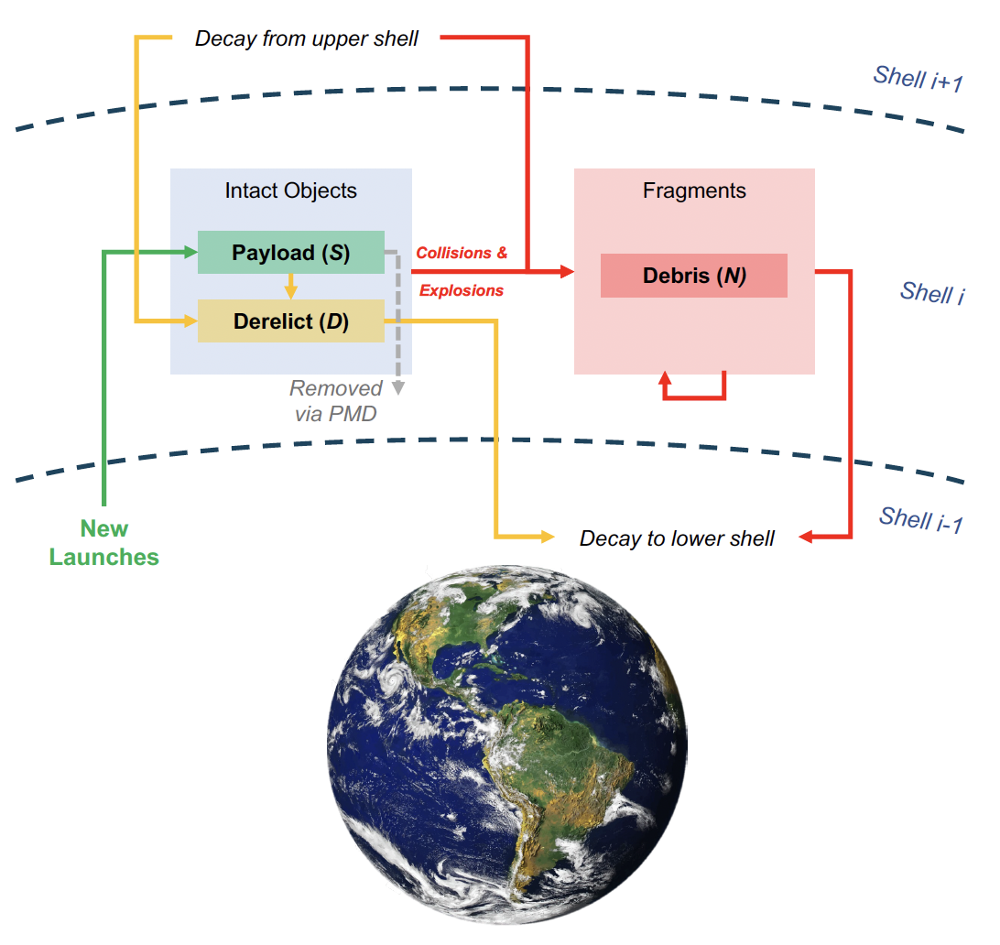 Decay from upper shell
Shell i+1
Intact Objects
Fragments
Payload (S)
Collisions &
Explosions
Debris (N)
Shell i
Derelict (D)
Removed
via PMD
New
Launches
Decay to lower shell
Shell i-1